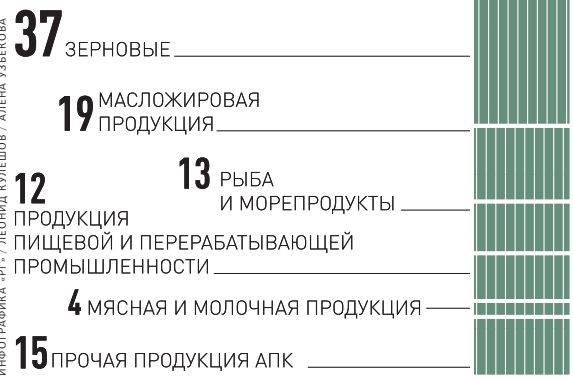 37 ЗЕРНОВЫЕ
19 МАСЛОЖИРОВАЯ
ПРОДУКЦИЯ
13 РЫБА
И МОРЕПРОДУКТЫ
12
ПРОДУКЦИЯ
ПИЩЕВОЙ И ПЕРЕРАБАТЫВАЮЩЕЙ
ПРОМЫШЛЕННОСТИ
4 МЯСНАЯ И МОЛОЧНАЯ ПРОДУКЦИЯ
15 ПРОЧАЯ ПРОДУКЦИЯ АПК
ИНФОГРАФИКА «РГ» / ЛЕОНИД КУЛЕШОВ / АЛЕНА УЗБЕКОВА